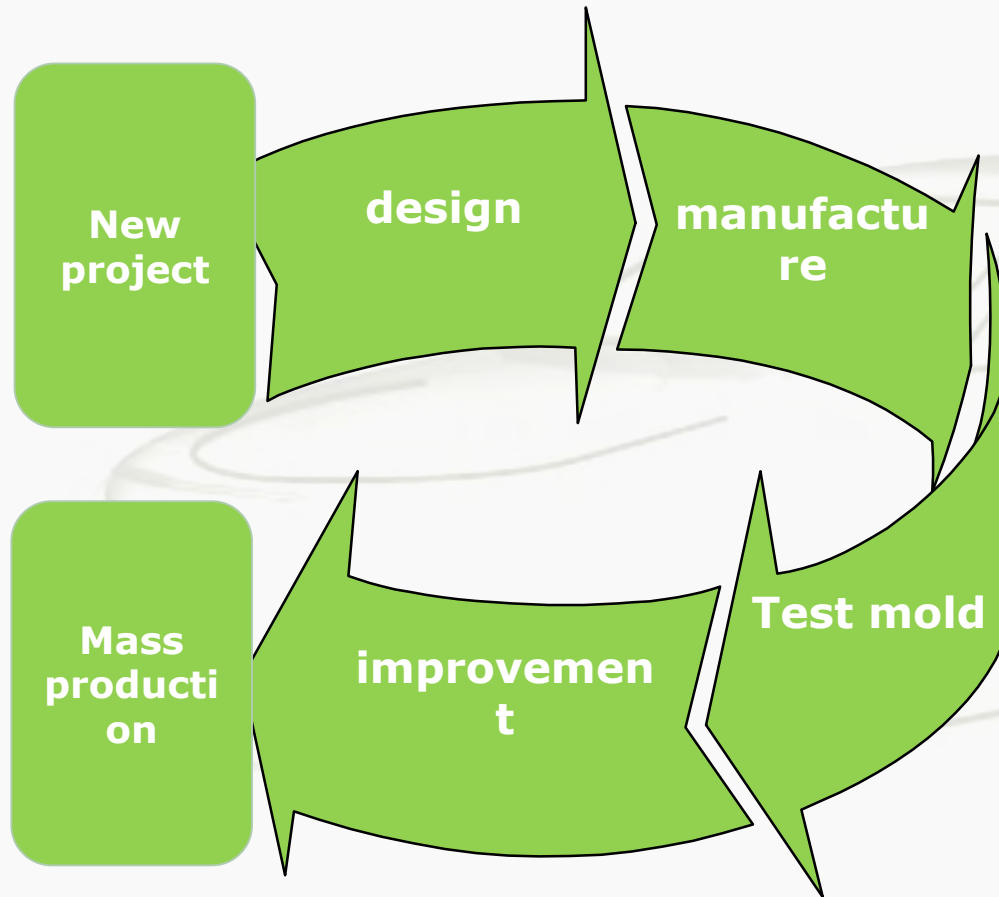 New
project
design
manufactu
re
Test mold
improvemen
t
Mass
producti
on